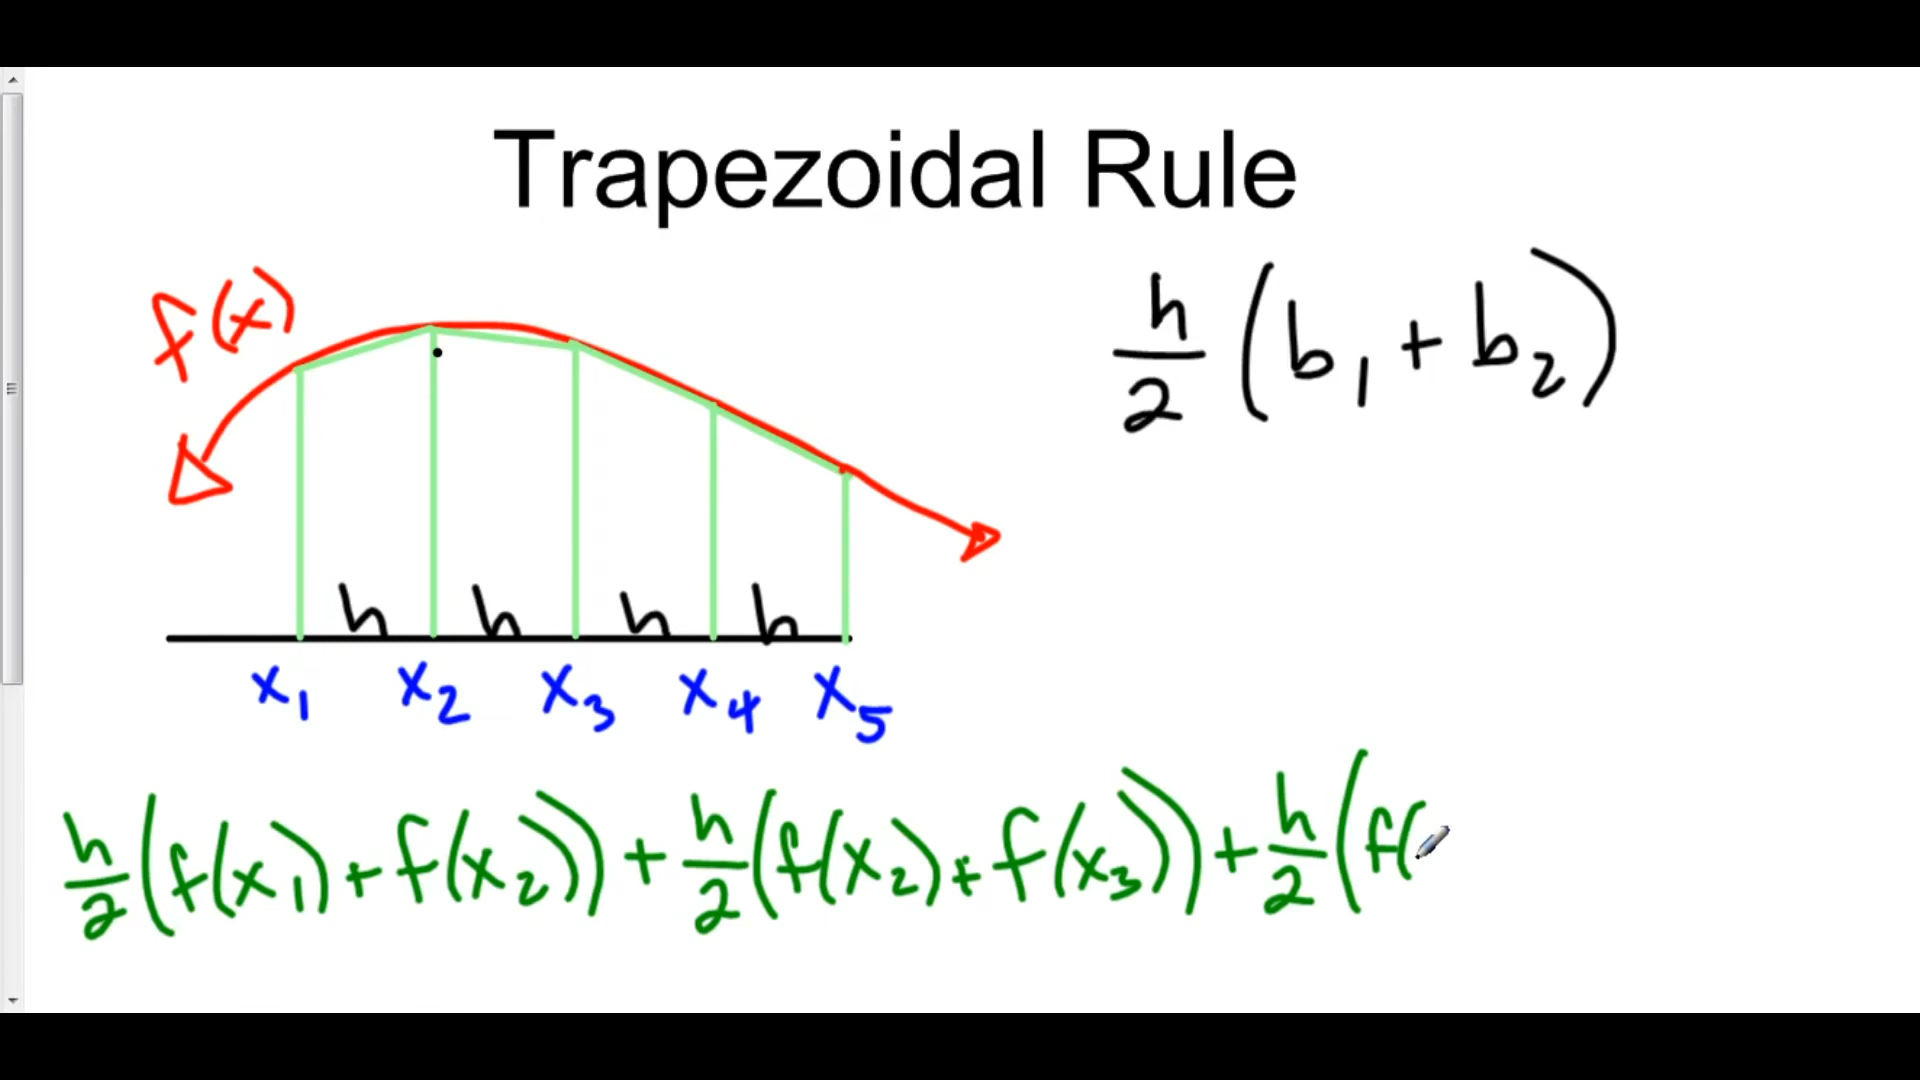 Trapezoidal Rule
f(x)
h/2 (b₁ + b₂)
h h h h
x₁ x₂ x₃ x₄ x₅
h/2 (f(x₁) + f(x₂)) + h/2 (f(x₂) + f(x₃)) + h/2 (f(